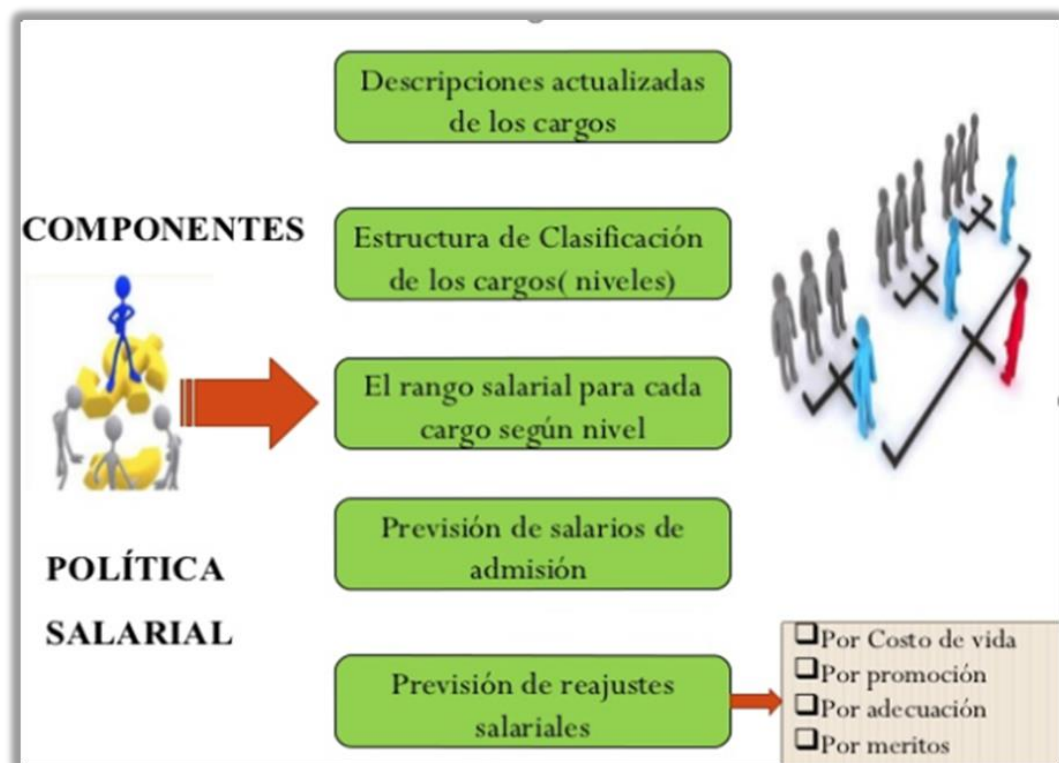 Descripciones actualizadas
de los cargos
COMPONENTES
Estructura de Clasificación
de los cargos( niveles)
El rango salarial para cada
cargo según nivel
Previsión de salarios de
admisión
POLÍTICA
SALARIAL
Previsión de reajustes
salariales
❑Por Costo de vida
❑Por promoción
❑Por adecuación
❑Por meritos